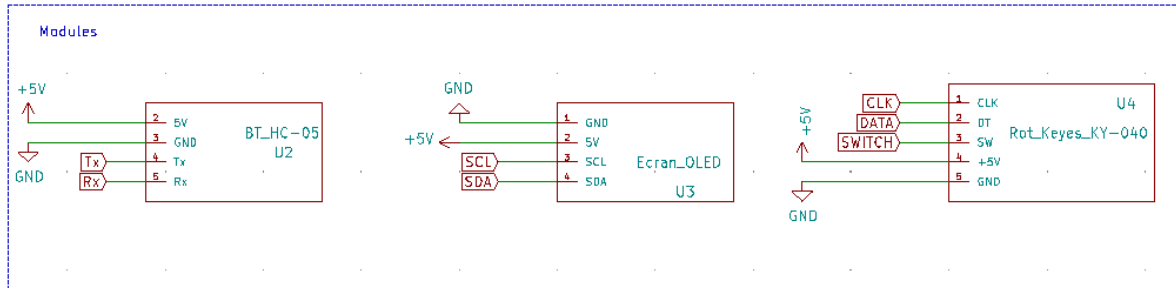 Modules
+5V
GND
Tx
Rx
2 5V
3 GND
4 Tx
5 Rx
BT_HC-05
U2
GND
+5V
SCL
SDA
1 GND
2 5V
3 SCL
4 SDA
Ecran_OLED
U3
+5V
GND
CLK
DATA
SWITCH
1 CLK
2 DT
3 SW
4 +5V
5 GND
U4
Rot_Keyes_KY-040